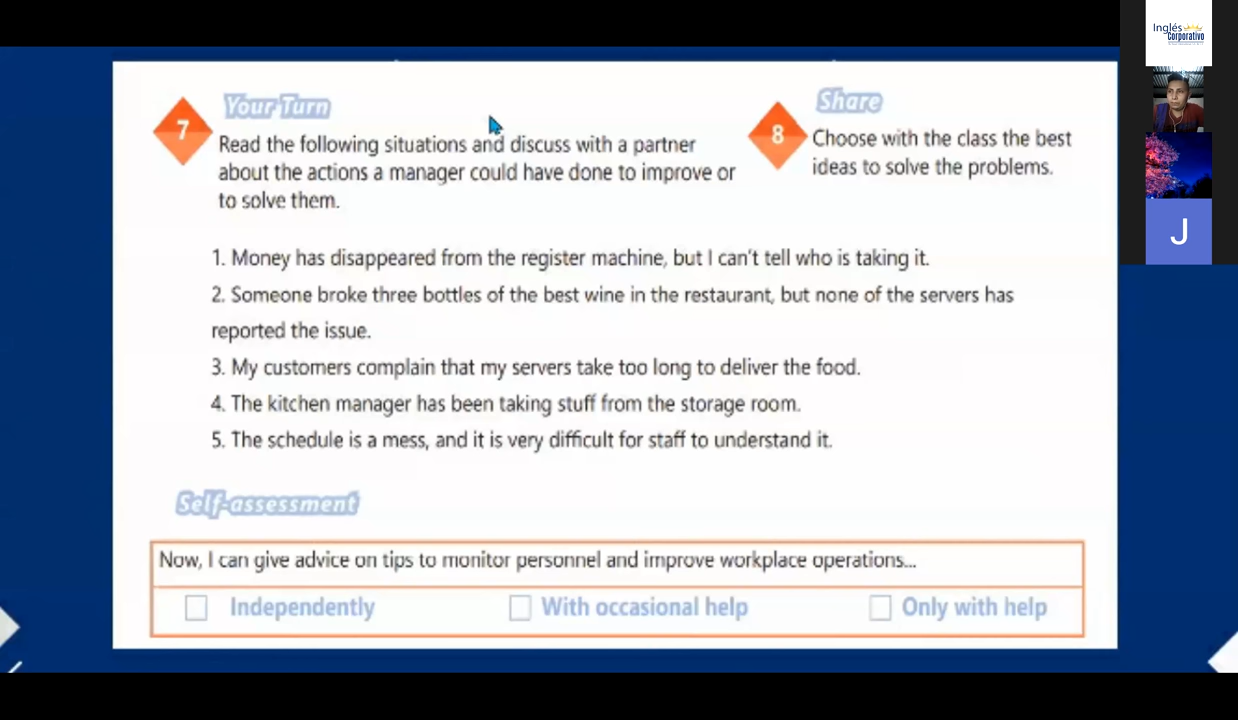 7
Your Turn
Read the following situations and discuss with a partner
about the actions a manager could have done to improve or
to solve them.
8
Share
Choose with the class the best
ideas to solve the problems.
1. Money has disappeared from the register machine, but I can't tell who is taking it.
2. Someone broke three bottles of the best wine in the restaurant, but none of the servers has
reported the issue.
3. My customers complain that my servers take too long to deliver the food.
4. The kitchen manager has been taking stuff from the storage room.
5. The schedule is a mess, and it is very difficult for staff to understand it.
Self-assessment
Now, I can give advice on tips to monitor personnel and improve workplace operations...
Independently
With occasional help
Only with help
Inglés
Corporativo
J